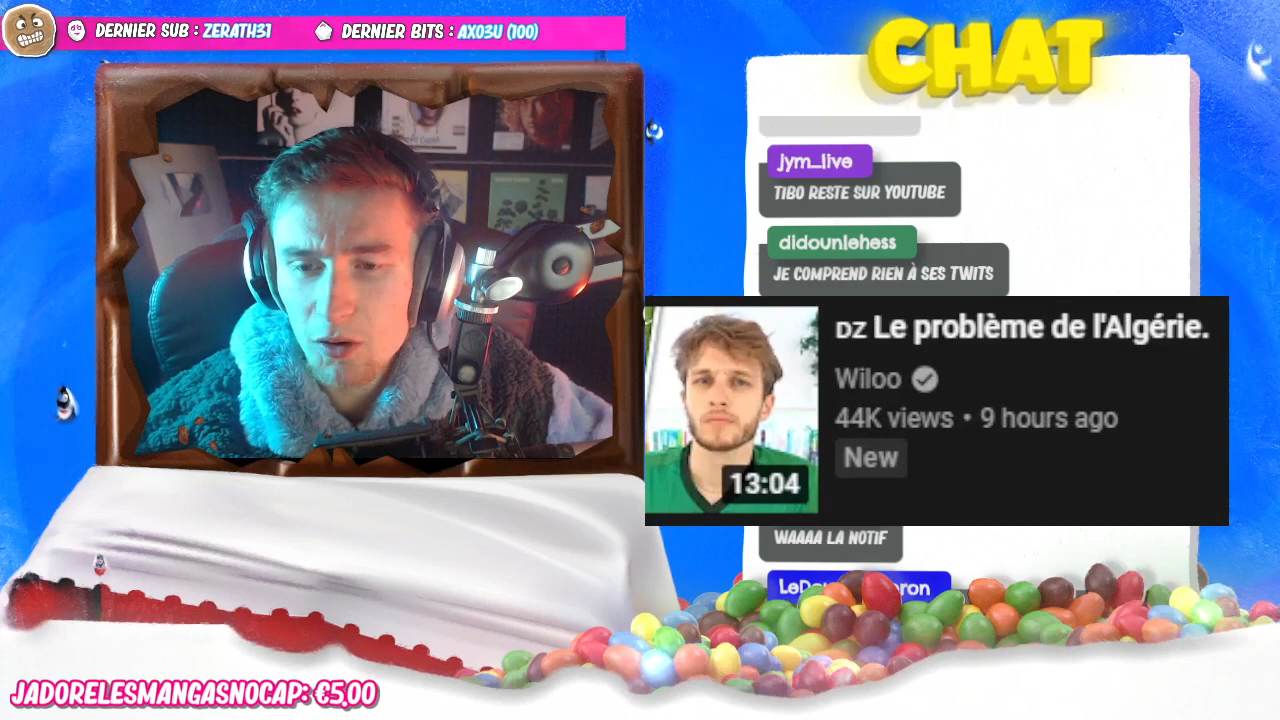 DERNIER SUB : ZERATH31
DERNIER BITS : AXO3U (100)
CHAT
jym_live
TIBO RESTE SUR YOUTUBE
didouniehess
JE COMPREND RIEN À SES TWITS
DZ Le problème de l'Algérie.
Wiloo
44K views • 9 hours ago
New
13:04
WAAAA LA NOTIF
JADORELESMANGASNOCAP: €5,00